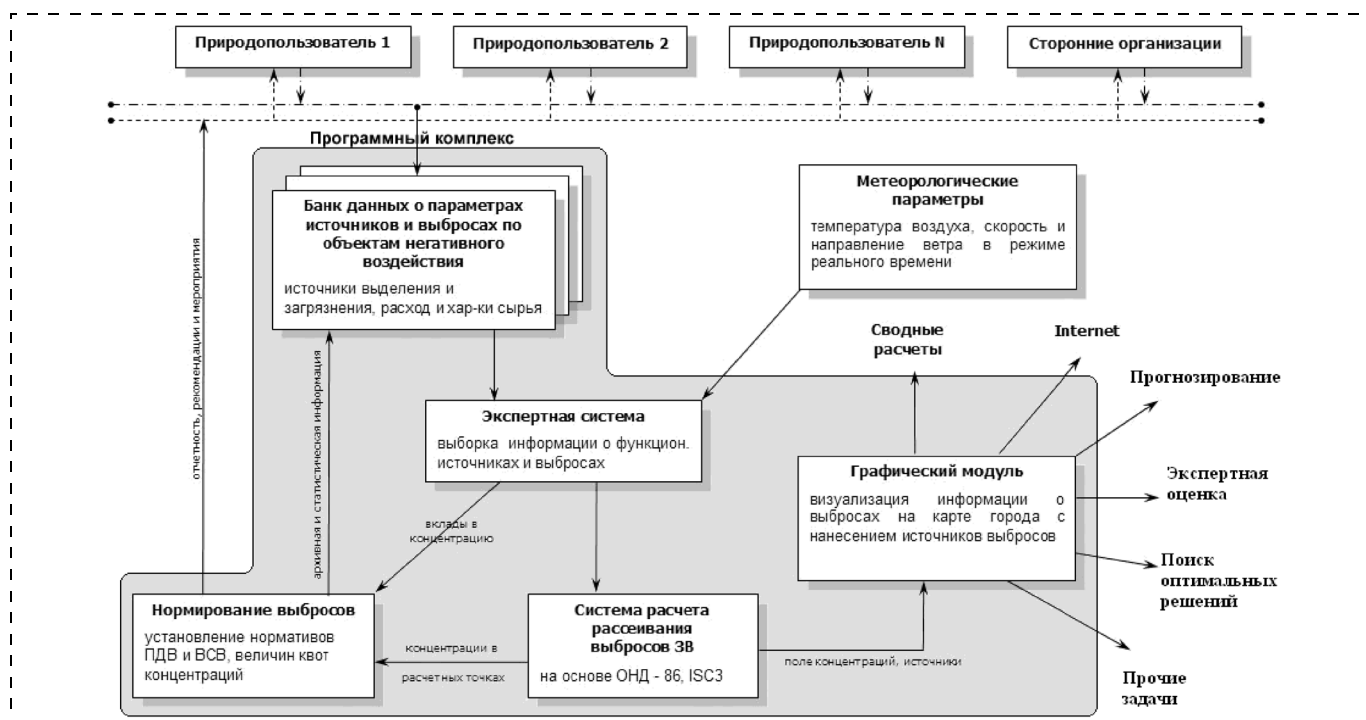 Природопользователь 1
Природопользователь 2
Природопользователь N
Сторонние организации
Программный комплекс
Банк данных о параметрах
источников и выбросах по
объектам негативного
воздействия
источники выделения и
загрязнения, расход и хар-ки сырья
Метеорологические
параметры
температура воздуха, скорость и
направление ветра в режиме
реального времени
отчетность, рекомендации и мероприятия
архивная и статистическая информация
Сводные
расчеты
Internet
Прогнозирование
Экспертная система
выборка информации о функцион.
источниках и выбросах
Графический модуль
визуализация информации о
выбросах на карте города с
нанесением источников выбросов
Экспертная
оценка
вклады в
концентрацию
Поиск
оптимальных
решений
Нормирование выбросов
установление нормативов
ПДВ и ВСВ, величин квот
концентраций
концентрации в
расчетных точках
Система расчета
рассеивания
выбросов ЗВ
на основе ОНД - 86, ISC3
поле концентраций, источники
Прочие
задачи